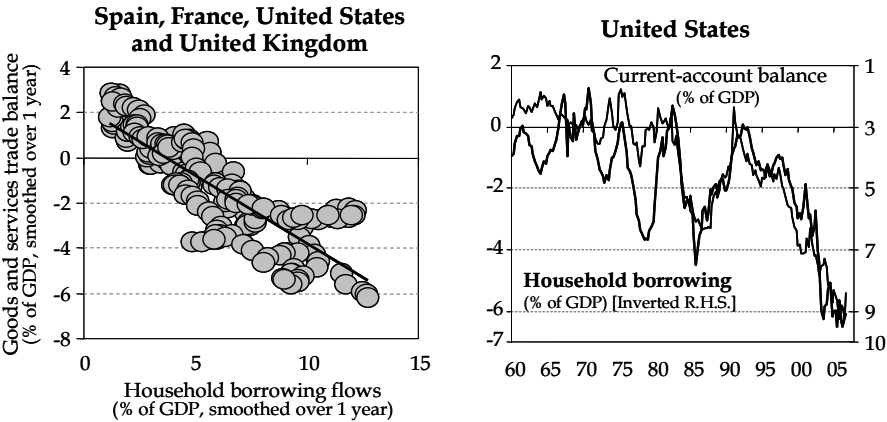 Spain, France, United States
and United Kingdom
Goods and services trade balance
(% of GDP, smoothed over 1 year)
4
2
0
-2
-4
-6
-8
0
5
10
15
Household borrowing flows
(% of GDP, smoothed over 1 year)
United States
Current-account balance
(% of GDP)
Household borrowing
(% of GDP) [Inverted R.H.S.]
2
0
-2
-4
-6
-7
1
3
5
7
9
10
60 65 70 75 80 85 90 95 00 05